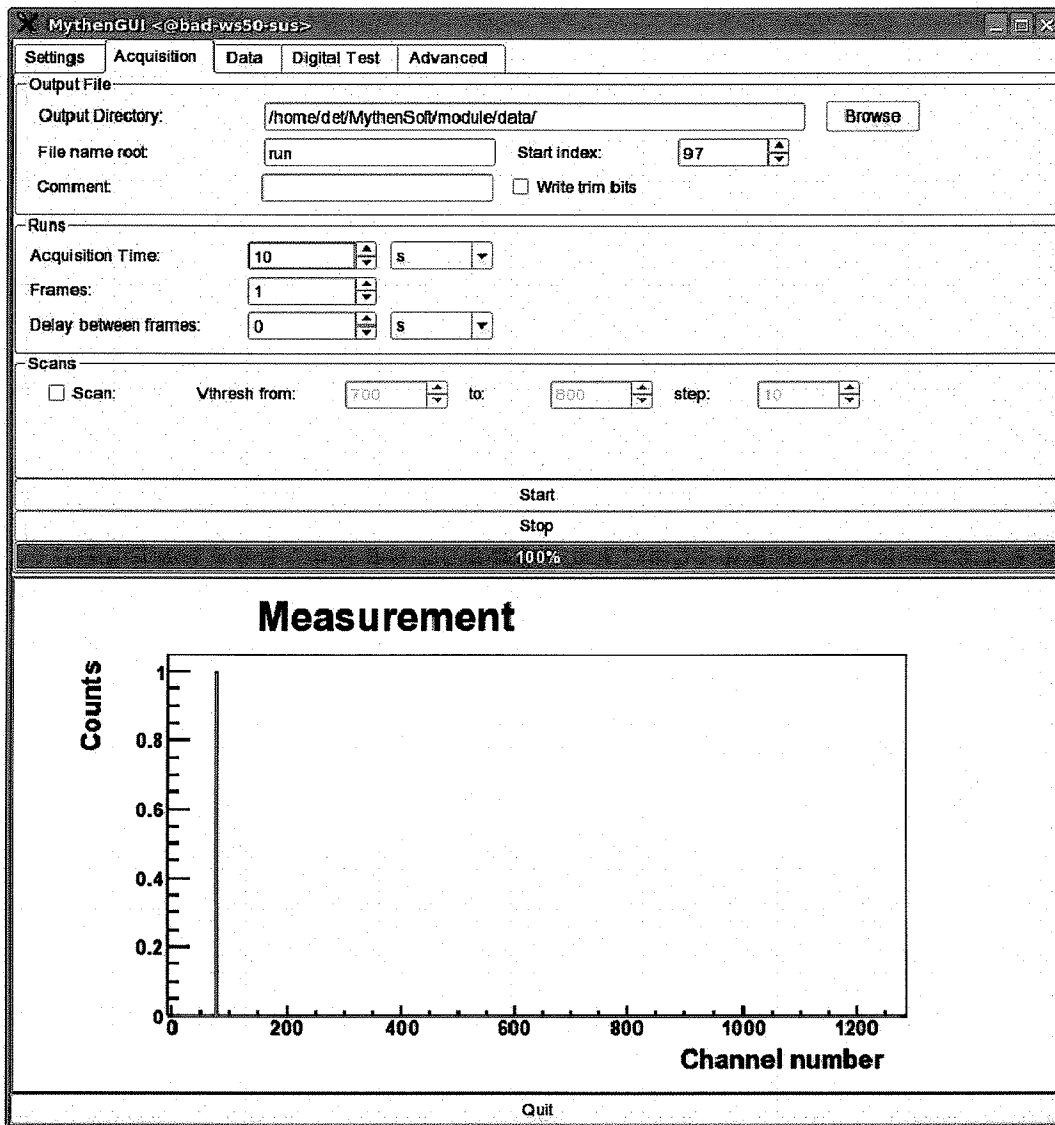 MythenGUI <@bad-ws50-sus>
Settings Acquisition Data Digital Test Advanced
Output File
Output Directory: /home/det/MythenSoft/module/data/ Browse
File name root: run Start index: 97
Comment: Write trim bits
Runs
Acquisition Time: 10 s
Frames: 1
Delay between frames: 0 s
Scans
Scan: Vthresh from: 700 to: 800 step: 10
Start
Stop
100%
Measurement
Counts
1
0.8
0.6
0.4
0.2
0
0 200 400 600 800 1000 1200
Channel number
Quit